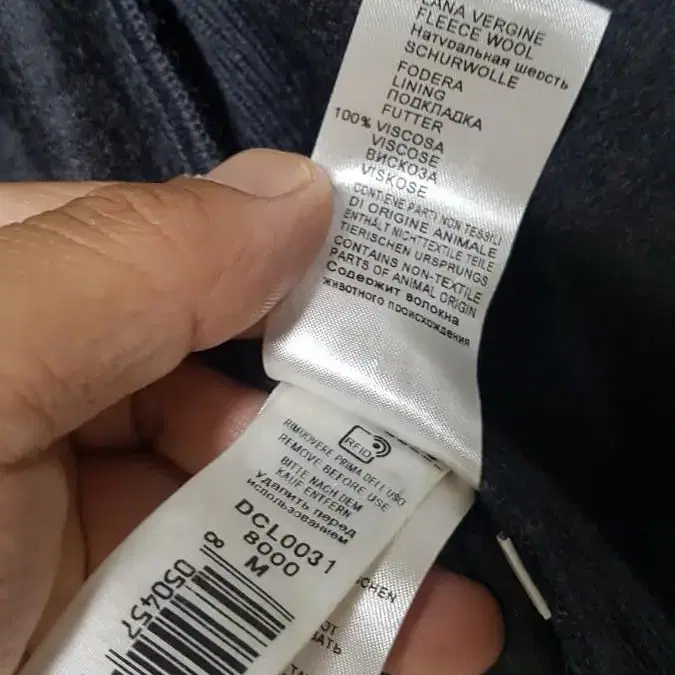 LANA VERGINE
FLEECE WOOL
Натуральная шерсть
SCHURWOLLE
FODERA
LINING
ПОДКЛАДКА
FUTTER
100% VISCOSA
VISCOSE
ВИСКОЗА
VISKOSE
CONTIENE PARTI NON TESSILI
DI ORIGINE ANIMALE
ENTHÄLT NICHTTEXTILE TEILE
TIERISCHEN URSPRUNGS
CONTAINS NON-TEXTILE
PARTS OF ANIMAL ORIGIN
Содержит волокна
животного происхождения
RFID
RIMUOVERE PRIMA DELL'USO
REMOVE BEFORE USE
BITTE NACH DEM
KAUF ENTFERN
Удалить перед
использованием
DCL0031
8000
M
8 050457